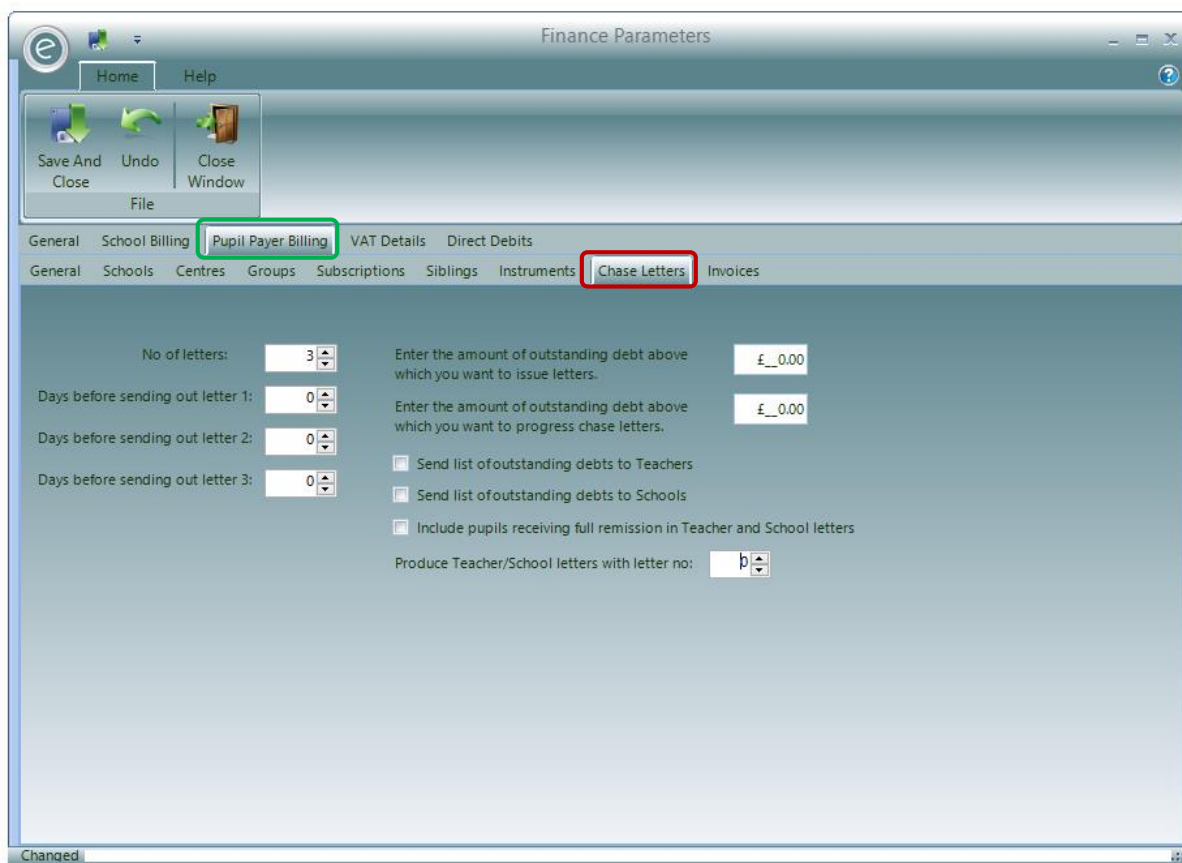 Finance Parameters
Home Help
Save And Close
Undo
Close Window
File
General School Billing Pupil Payer Billing VAT Details Direct Debits
General Schools Centres Groups Subscriptions Siblings Instruments Chase Letters Invoices
No of letters: 3
Days before sending out letter 1: 0
Days before sending out letter 2: 0
Days before sending out letter 3: 0
Enter the amount of outstanding debt above
which you want to issue letters.
£__0.00
Enter the amount of outstanding debt above
which you want to progress chase letters.
£__0.00
Send list of outstanding debts to Teachers
Send list of outstanding debts to Schools
Include pupils receiving full remission in Teacher and School letters
Produce Teacher/School letters with letter no: 0
Changed